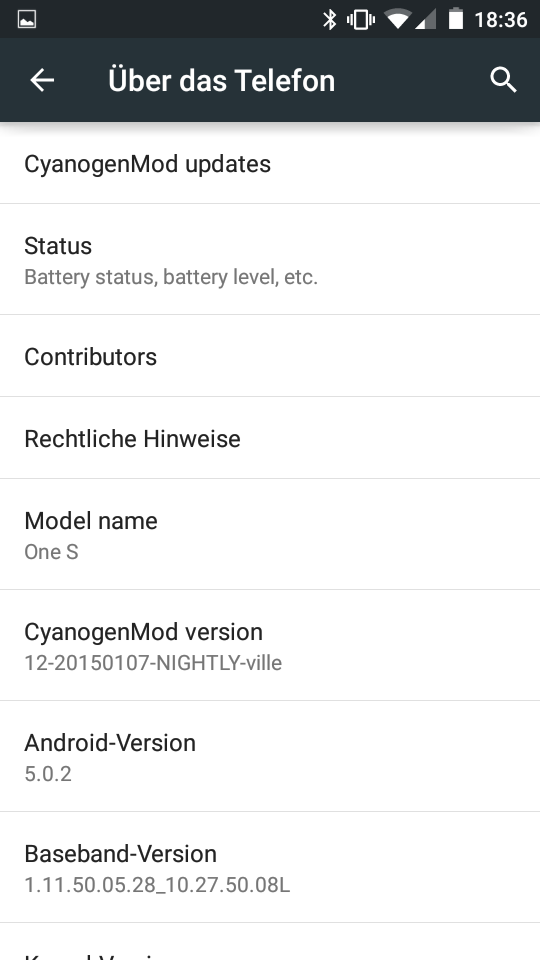 18:36
Über das Telefon
CyanogenMod updates
Status
Battery status, battery level, etc.
Contributors
Rechtliche Hinweise
Model name
One S
CyanogenMod version
12-20150107-NIGHTLY-ville
Android-Version
5.0.2
Baseband-Version
1.11.50.05.28_10.27.50.08L